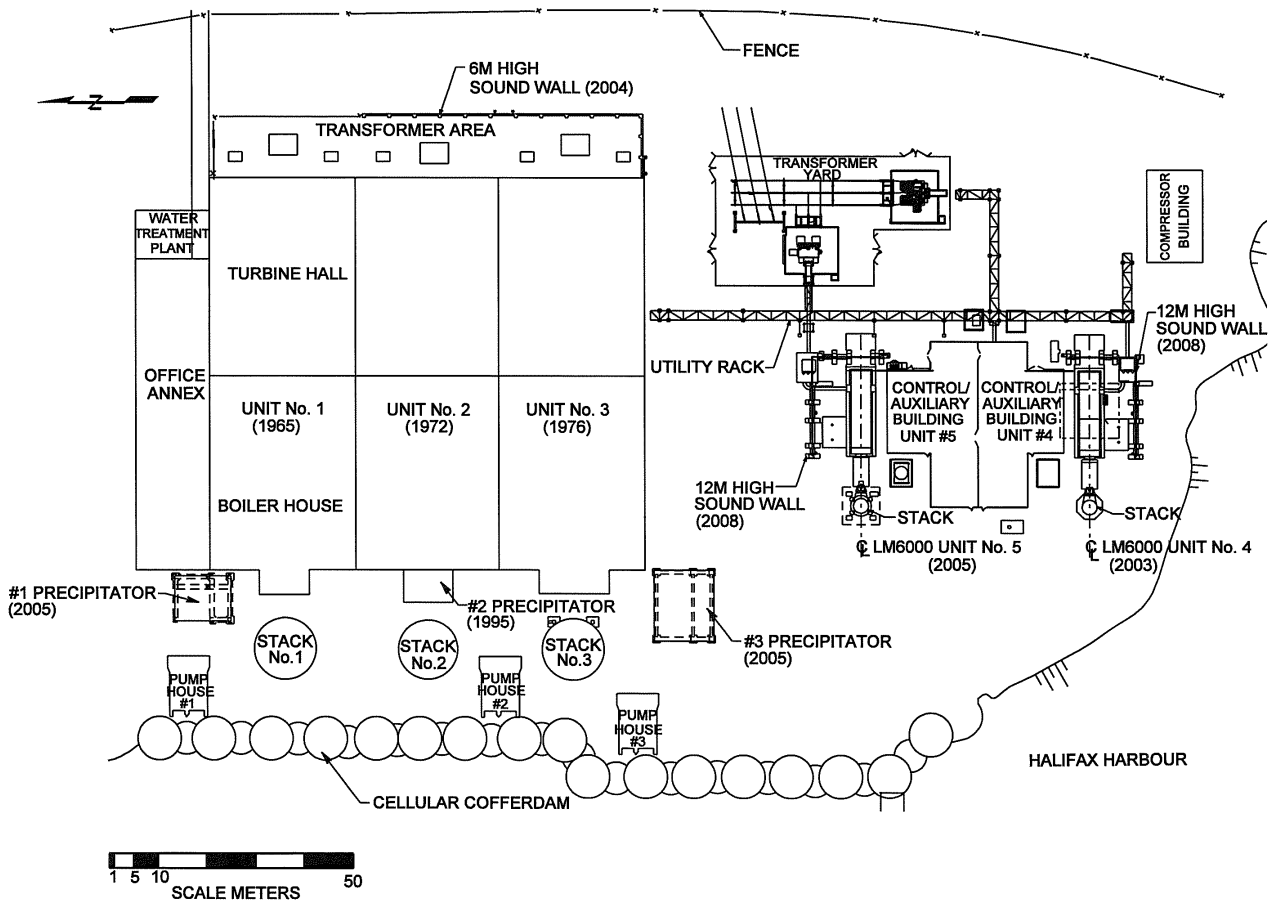 FENCE
6M HIGH
SOUND WALL (2004)
N
TRANSFORMER AREA
TRANSFORMER
YARD
COMPRESSOR
BUILDING
WATER
TREATMENT
PLANT
TURBINE HALL
12M HIGH
SOUND WALL
(2008)
UTILITY RACK
OFFICE
ANNEX
CONTROL/
AUXILIARY
BUILDING
UNIT #5
CONTROL/
AUXILIARY
BUILDING
UNIT #4
UNIT No. 1
(1965)
UNIT No. 2
(1972)
UNIT No. 3
(1976)
12M HIGH
SOUND WALL
(2008)
BOILER HOUSE
STACK
STACK
℄ LM6000 UNIT No. 5
(2005)
℄ LM6000 UNIT No. 4
(2003)
#1 PRECIPITATOR
(2005)
#2 PRECIPITATOR
(1995)
#3 PRECIPITATOR
(2005)
STACK
No.1
STACK
No.2
STACK
No.3
PUMP
HOUSE
#1
PUMP
HOUSE
#2
PUMP
HOUSE
#3
HALIFAX HARBOUR
CELLULAR COFFERDAM
1 5 10 50
SCALE METERS